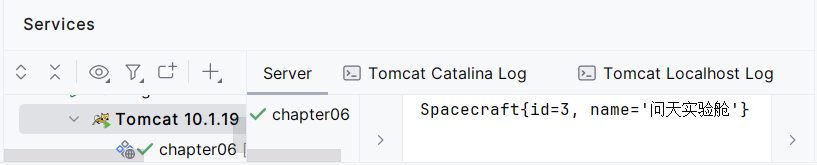 Services
Server
Tomcat Catalina Log
Tomcat Localhost Log
Tomcat 10.1.19
chapter06
chapter06
Spacecraft{id=3, name='问天实验舱'}